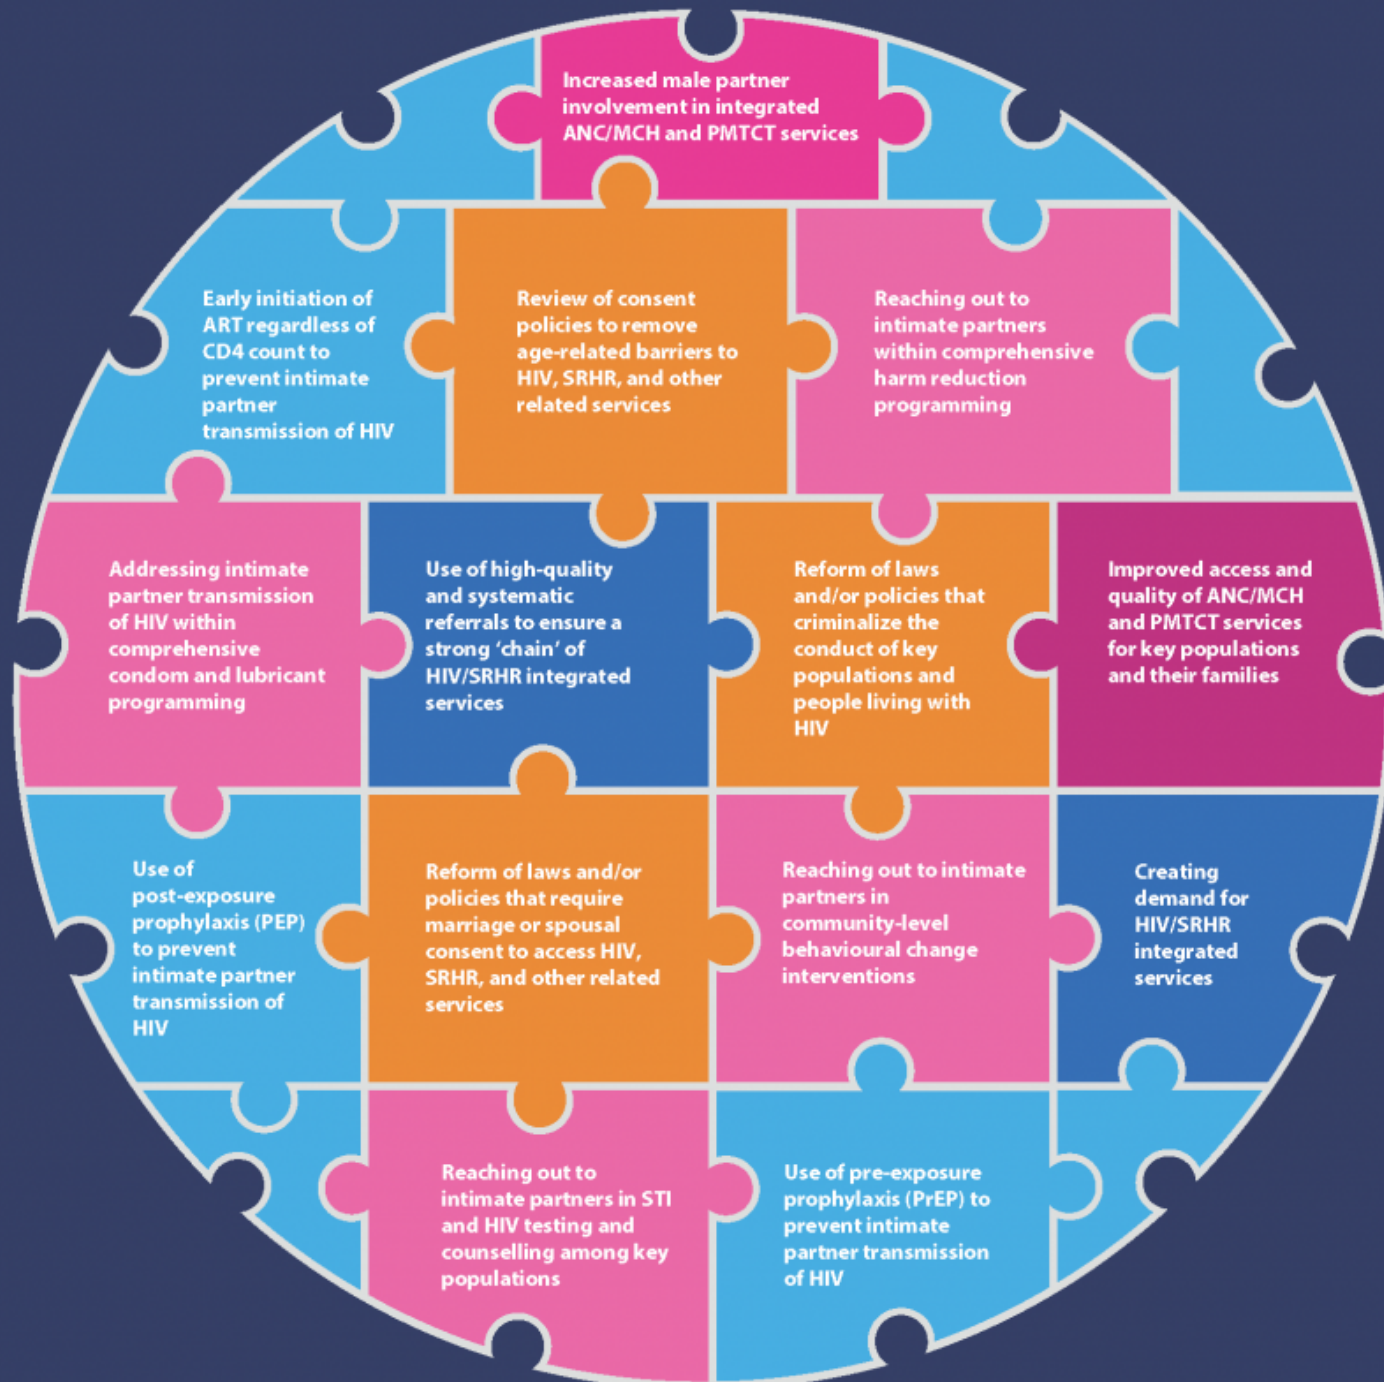 Increased male partner
involvement in integrated
ANC/MCH and PMTCT services
Early initiation of
ART regardless of
CD4 count to
prevent intimate
partner
transmission of HIV
Review of consent
policies to remove
age-related barriers to
HIV, SRHR, and other
related services
Reaching out to
intimate partners
within comprehensive
harm reduction
programming
Addressing intimate
partner transmission
of HIV within
comprehensive
condom and lubricant
programming
Use of high-quality
and systematic
referrals to ensure a
strong ‘chain’ of
HIV/SRHR integrated
services
Reform of laws
and/or policies that
criminalize the
conduct of key
populations and
people living with
HIV
Improved access and
quality of ANC/MCH
and PMTCT services
for key populations
and their families
Use of
post-exposure
prophylaxis (PEP)
to prevent
intimate partner
transmission of
HIV
Reform of laws and/or
policies that require
marriage or spousal
consent to access HIV,
SRHR, and other related
services
Reaching out to intimate
partners in
community-level
behavioural change
interventions
Creating
demand for
HIV/SRHR
integrated
services
Reaching out to
intimate partners in STI
and HIV testing and
counselling among key
populations
Use of pre-exposure
prophylaxis (PrEP) to
prevent intimate
partner transmission
of HIV